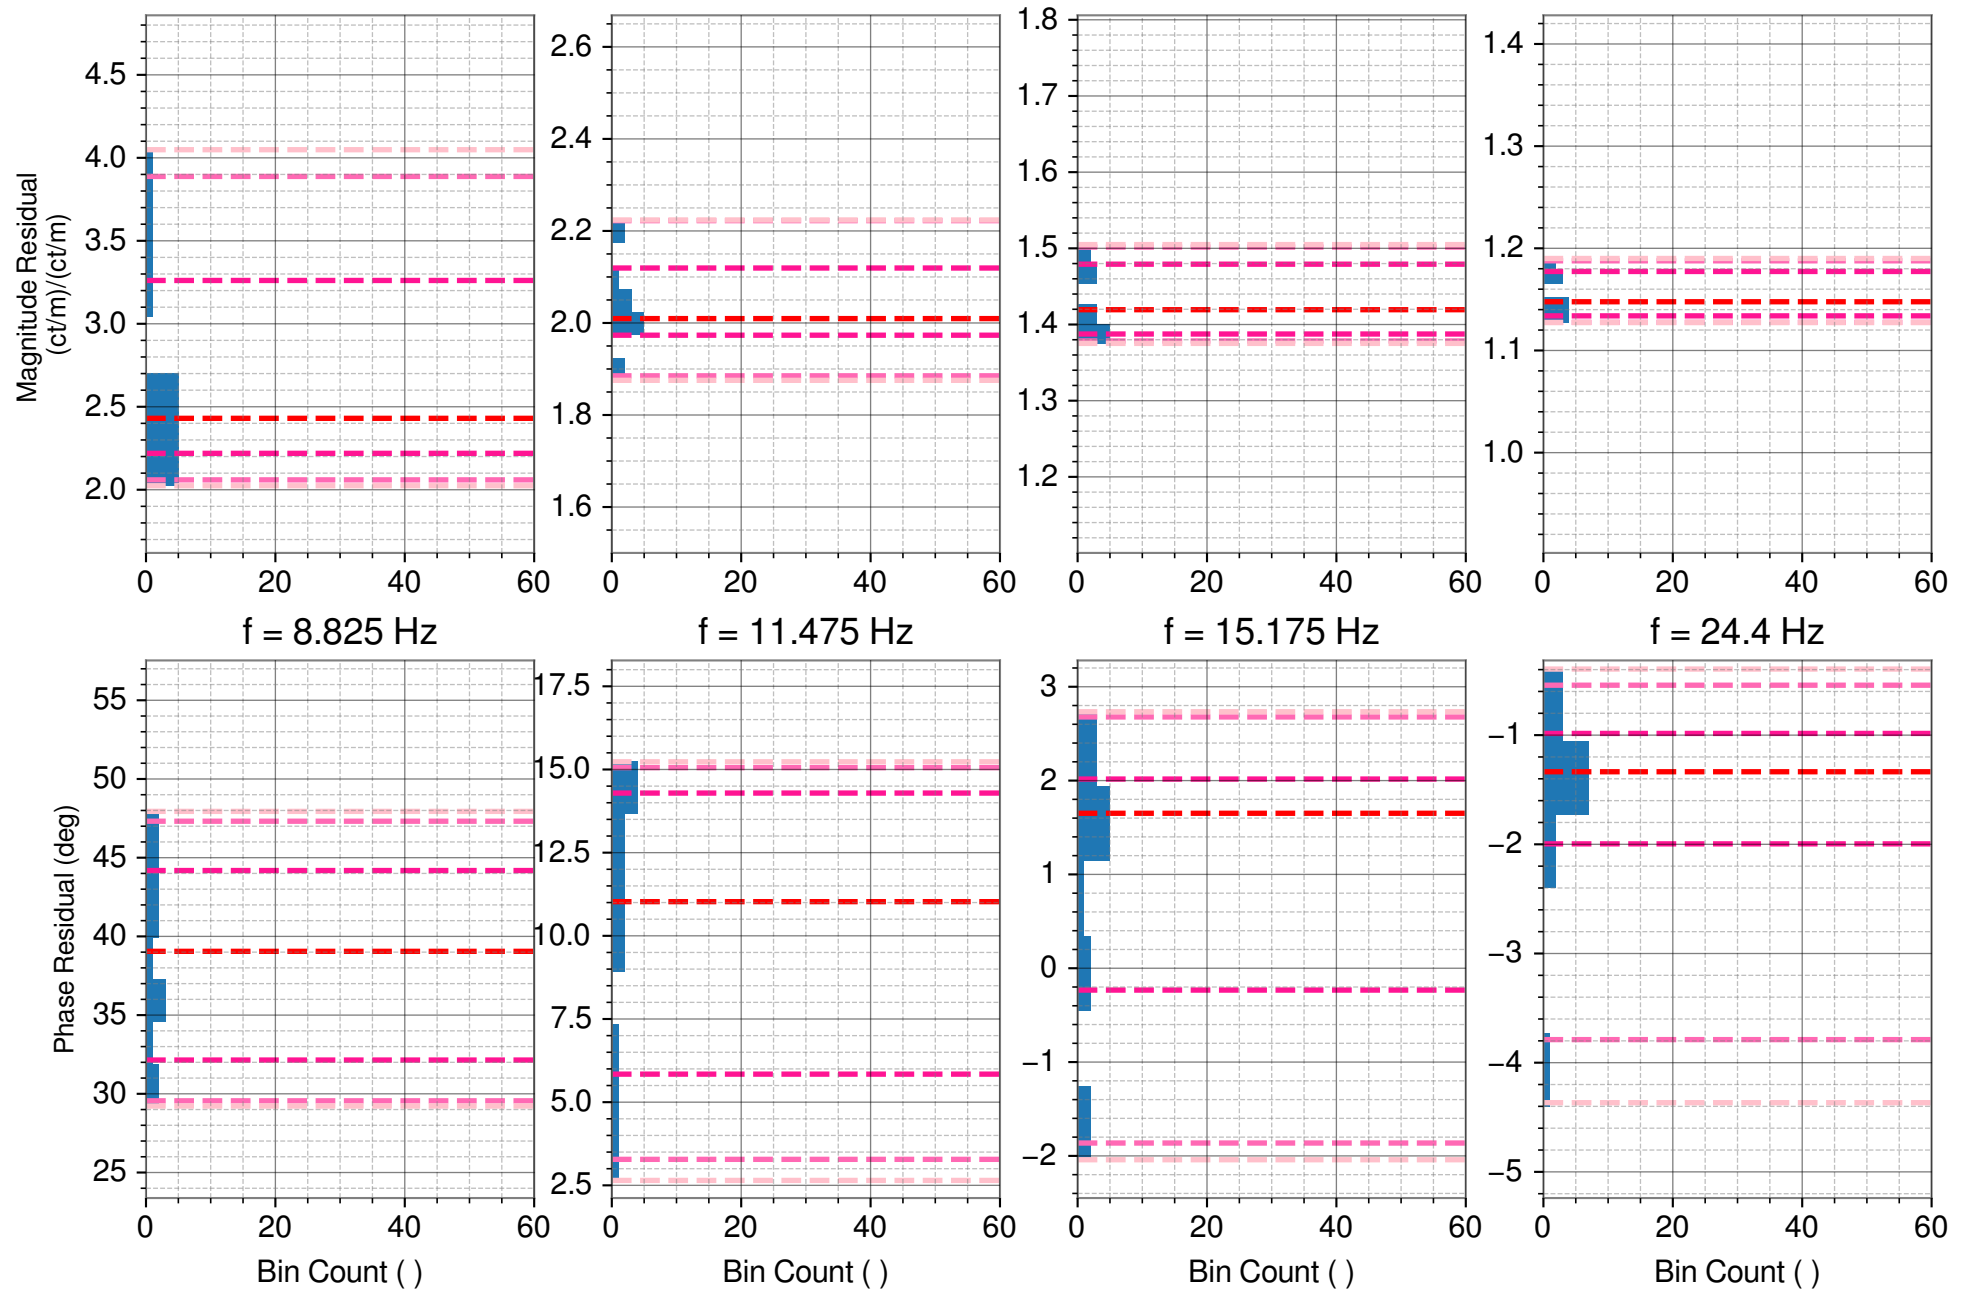 Magnitude Residual
(ct/m)/(ct/m)
4.5
4.0
3.5
3.0
2.5
2.0
0 20 40 60
2.6
2.4
2.2
2.0
1.8
1.6
0 20 40 60
1.8
1.7
1.6
1.5
1.4
1.3
1.2
0 20 40 60
1.4
1.3
1.2
1.1
1.0
0 20 40 60
f = 8.825 Hz
f = 11.475 Hz
f = 15.175 Hz
f = 24.4 Hz
Phase Residual (deg)
55
50
45
40
35
30
25
0 20 40 60
Bin Count ( )
17.5
15.0
12.5
10.0
7.5
5.0
2.5
0 20 40 60
Bin Count ( )
3
2
1
0
−1
−2
0 20 40 60
Bin Count ( )
−1
−2
−3
−4
−5
0 20 40 60
Bin Count ( )